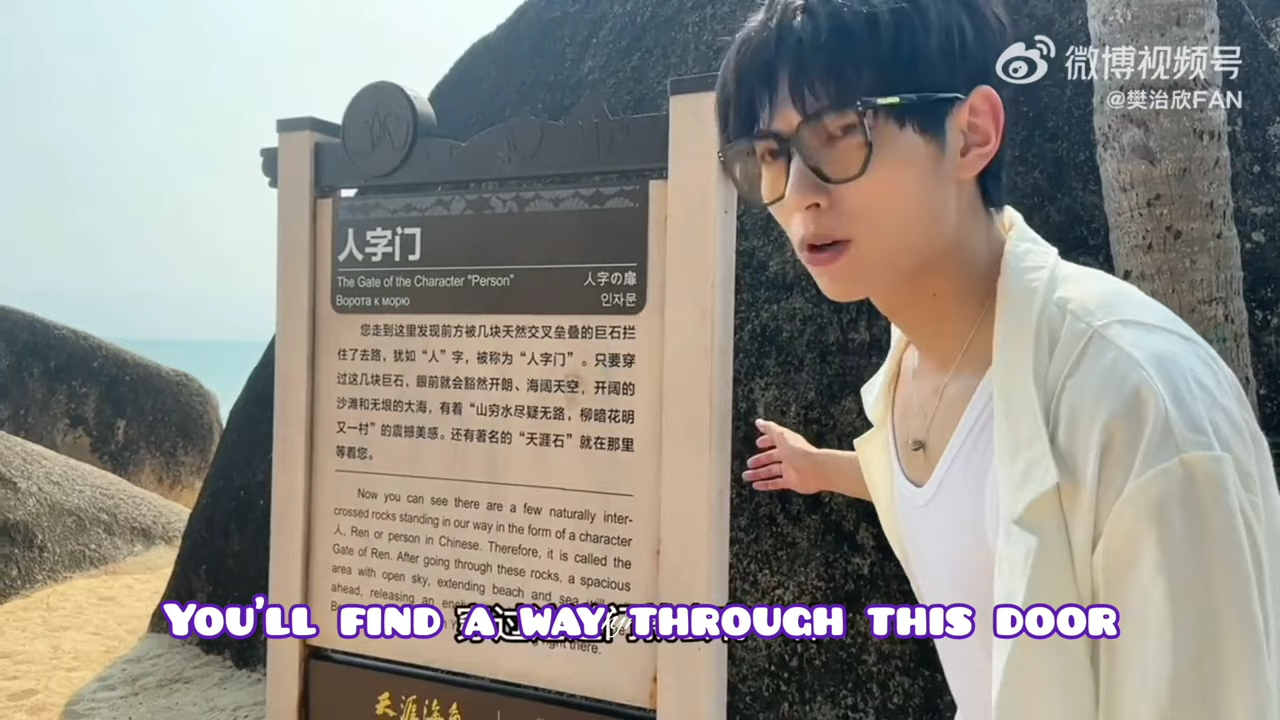 微博视频号
@樊治欣FAN
人字门
The Gate of the Character "Person"
人字の扉
Ворота к морю
인자문
您走到这里发现前方被几块天然交叉垒叠的巨石拦
住了去路，犹如“人”字，被称为“人字门”。只要穿
过这几块巨石，眼前就会豁然开朗、海阔天空，开阔的
沙滩和无垠的大海，有着“山穷水尽疑无路，柳暗花明
又一村”的震撼美感。还有著名的“天涯石”就在那里
等着您。
Now you can see there are a few naturally inter-
crossed rocks standing in our way in the form of a character
人, Ren or person in Chinese. Therefore, it is called the
Gate of Ren. After going through these rocks, a spacious
area with open sky, extending beach and sea
ahead, releasing an
You'll find a way through this door
right there.
天涯海角